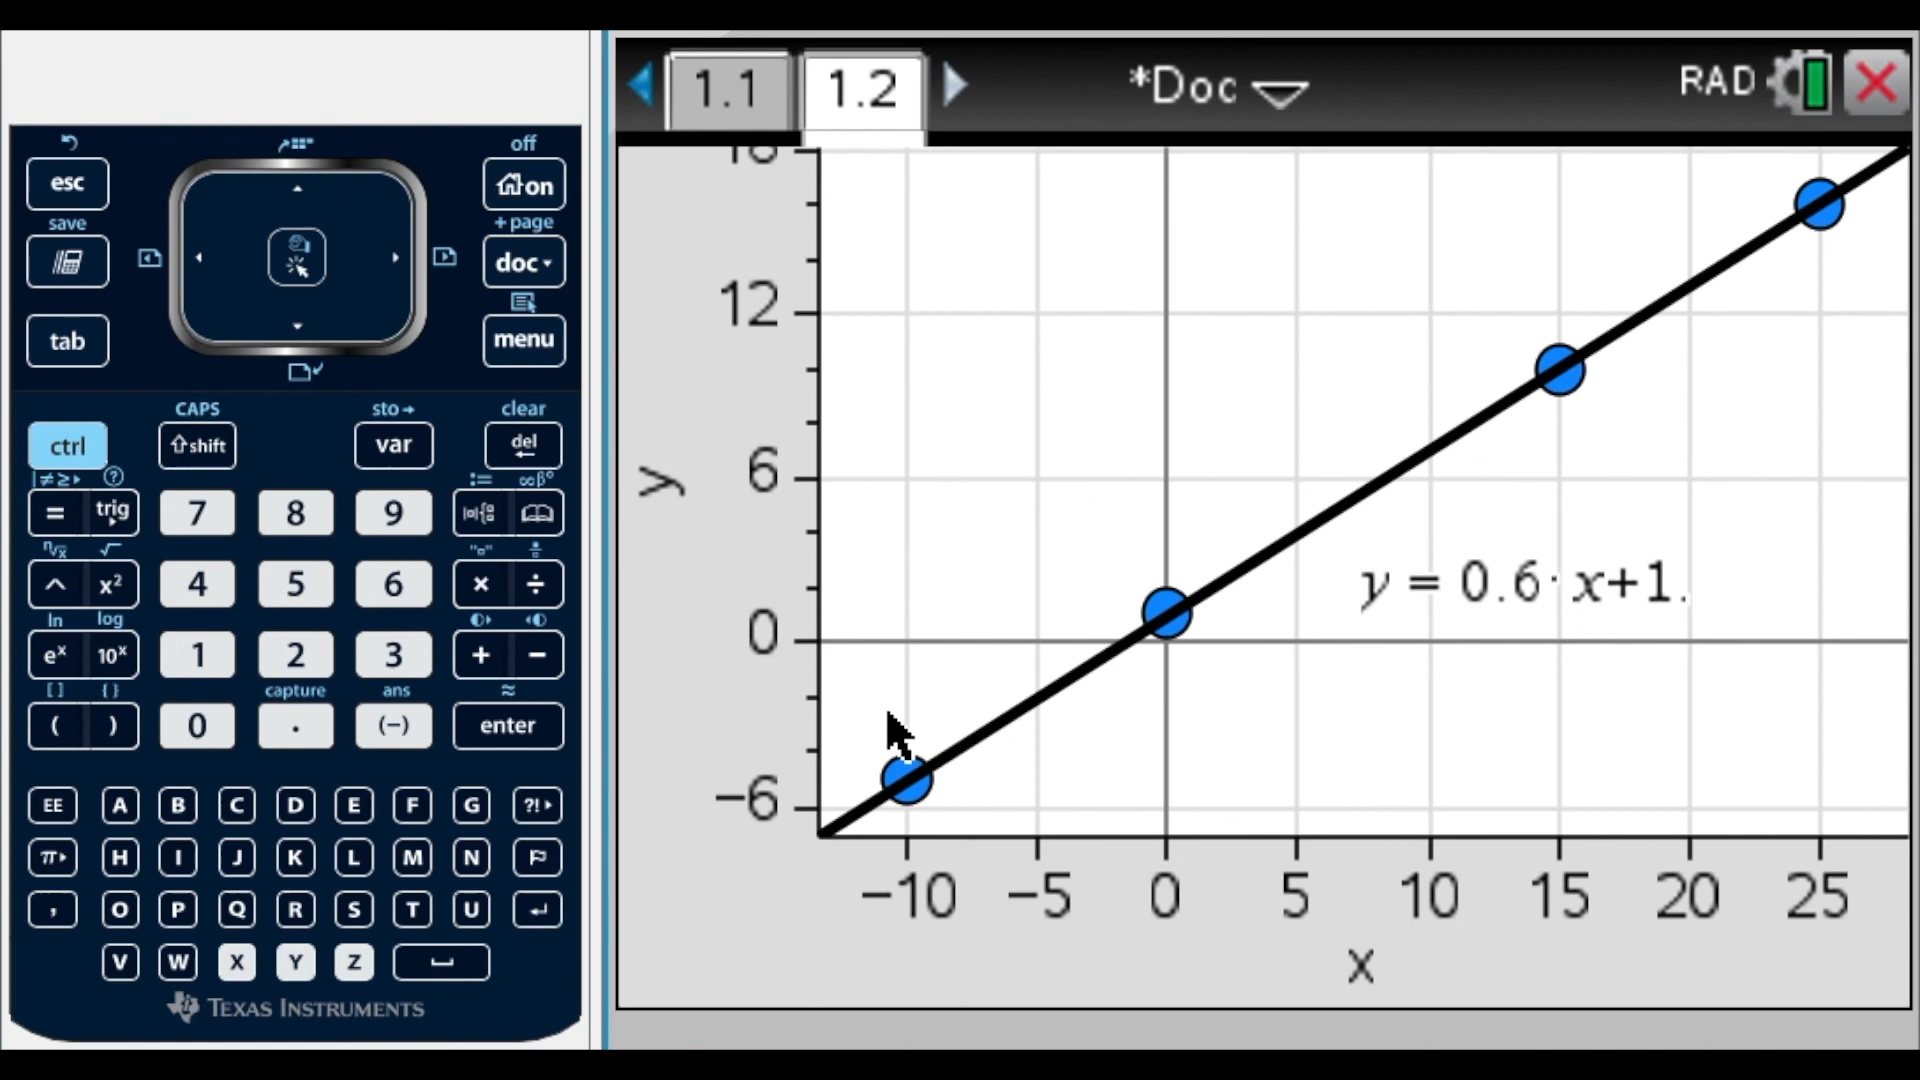 1.1 1.2 *Doc RAD
off
esc on
save + page
doc
tab menu
CAPS sto→ clear
ctrl ⇧shift var del
|≠≥▸ ? := ∞β°
= trig 7 8 9
ⁿ√x √ "▫"
^ x² 4 5 6 × ÷
ln log
eˣ 10ˣ 1 2 3 + −
[ ] { } capture ans ≈
( ) 0 . (−) enter
EE A B C D E F G ?!▸
π▸ H I J K L M N
, O P Q R S T U ↵
V W X Y Z
TEXAS INSTRUMENTS
18
12
6
0
−6
y
y = 0.6·x+1.
−10 −5 0 5 10 15 20 25
x